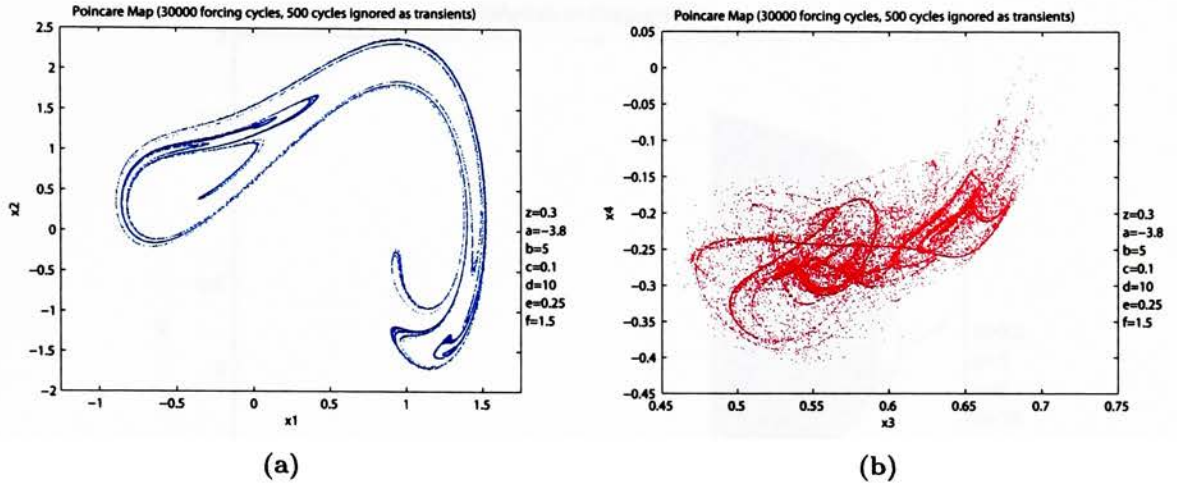 Poincare Map (30000 forcing cycles, 500 cycles ignored as transients)
2.5
2
1.5
1
0.5
0
−0.5
−1
−1.5
−2
x2
−1
−0.5
0
0.5
1
1.5
x1
z=0.3
a=−3.8
b=5
c=0.1
d=10
e=0.25
f=1.5
(a)
Poincare Map (30000 forcing cycles, 500 cycles ignored as transients)
0.05
0
−0.05
−0.1
−0.15
−0.2
−0.25
−0.3
−0.35
−0.4
−0.45
x4
0.45
0.5
0.55
0.6
0.65
0.7
0.75
x3
z=0.3
a=−3.8
b=5
c=0.1
d=10
e=0.25
f=1.5
(b)